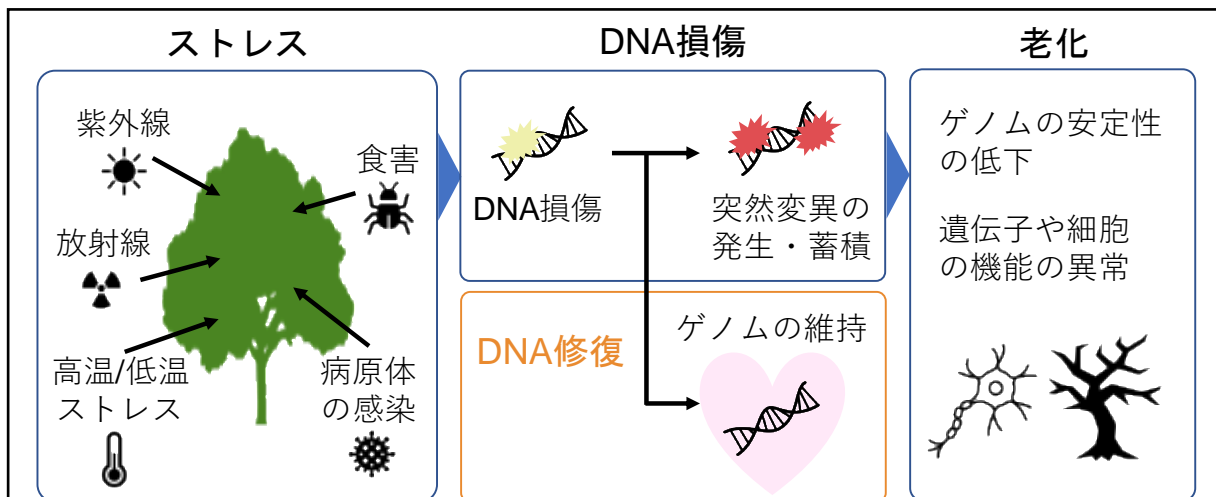 ストレス
紫外線
食害
放射線
高温/低温
ストレス
病原体
の感染
DNA損傷
DNA損傷
突然変異の
発生・蓄積
DNA修復
ゲノムの維持
老化
ゲノムの安定性
の低下
遺伝子や細胞
の機能の異常